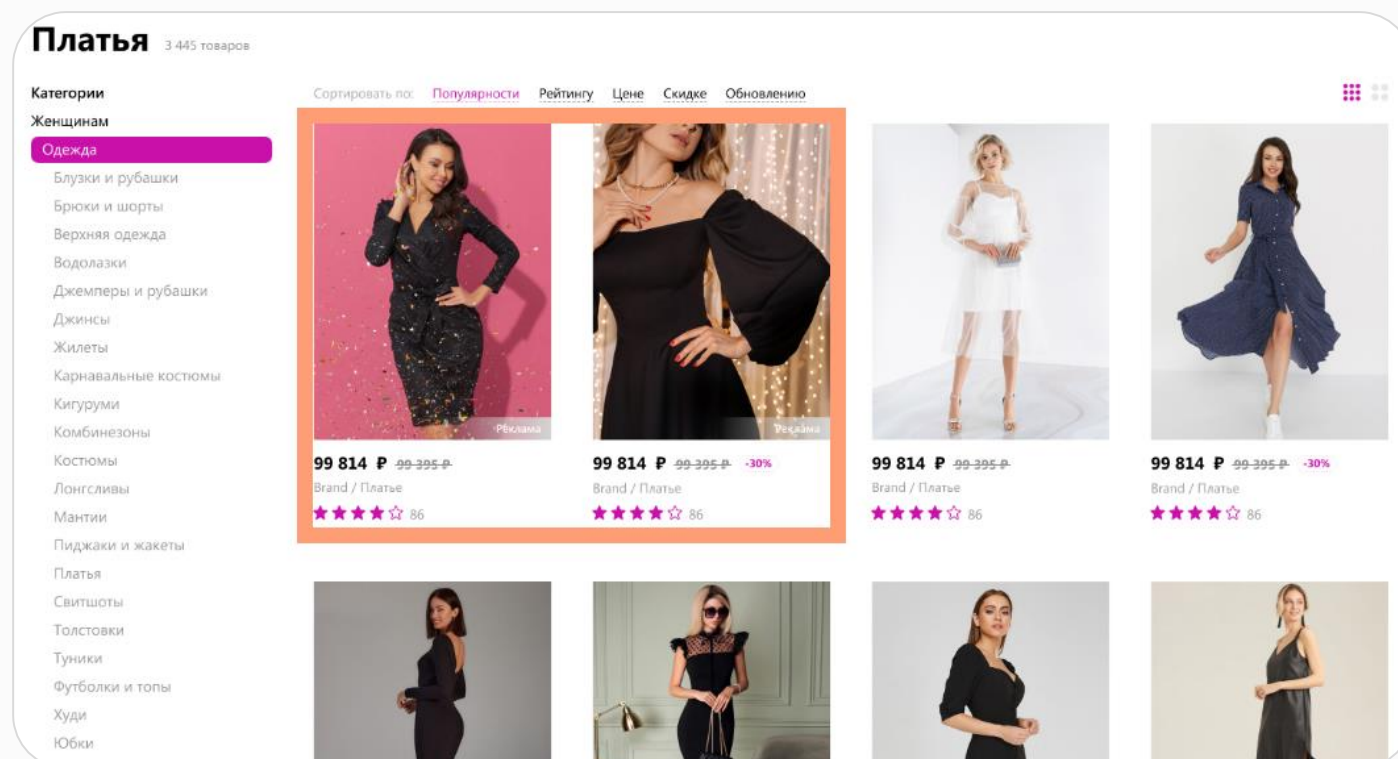 Платья 3 445 товаров
Категории
Женщинам
Одежда
Блузки и рубашки
Брюки и шорты
Верхняя одежда
Водолазки
Джемперы и рубашки
Джинсы
Жилеты
Карнавальные костюмы
Кигуруми
Комбинезоны
Костюмы
Лонгсливы
Мантии
Пиджаки и жакеты
Платья
Свитшоты
Толстовки
Туники
Футболки и топы
Худи
Юбки
Сортировать по: Популярности Рейтингу Цене Скидке Обновлению
Реклама
99 814 ₽ 99 395 ₽
Brand / Платье
86
Реклама
99 814 ₽ 99 395 ₽ -30%
Brand / Платье
86
99 814 ₽ 99 395 ₽
Brand / Платье
86
99 814 ₽ 99 395 ₽ -30%
Brand / Платье
86